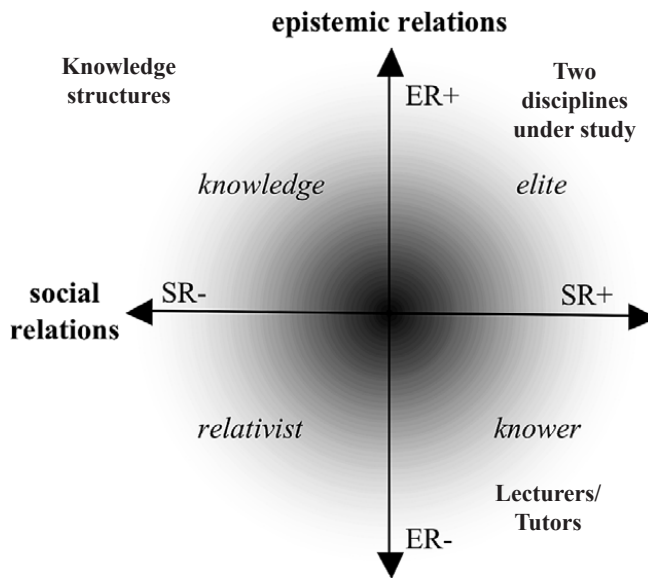 epistemic relations
Knowledge
structures
Two
disciplines
under study
ER+
knowledge
elite
social
relations
SR-
SR+
relativist
knower
Lecturers/
Tutors
ER-